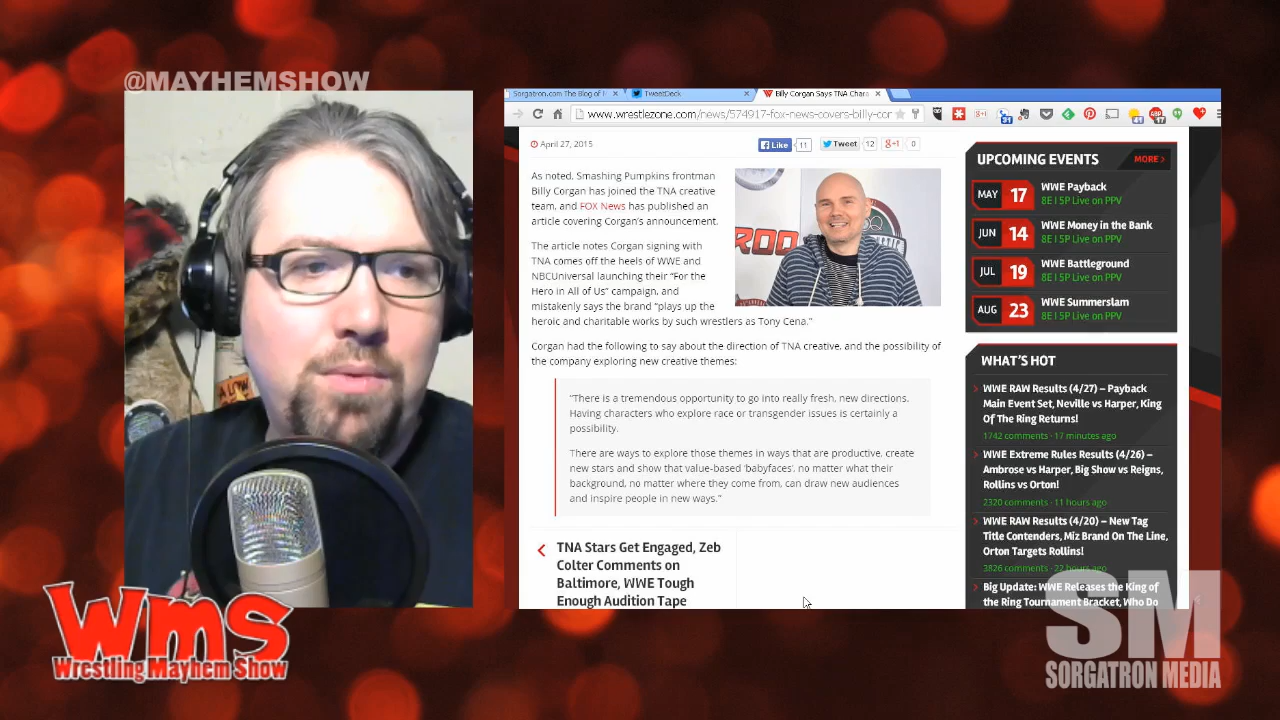 @MAYHEMSHOW
Sorgatron.com The Blog of
TweetDeck
Billy Corgan Says TNA Char
www.wrestlezone.com/news/574917-fox-news-covers-billy-cor
April 27, 2015
Like
11
Tweet
12
+1
0
As noted, Smashing Pumpkins frontman
Billy Corgan has joined the TNA creative
team, and FOX News has published an
article covering Corgan's announcement.
The article notes Corgan signing with
TNA comes off the heels of WWE and
NBCUniversal launching their "For the
Hero in All of Us" campaign, and
mistakenly says the brand "plays up the
heroic and charitable works by such wrestlers as Tony Cena."
Corgan had the following to say about the direction of TNA creative, and the possibility of
the company exploring new creative themes:
"There is a tremendous opportunity to go into really fresh, new directions.
Having characters who explore race or transgender issues is certainly a
possibility.
There are ways to explore those themes in ways that are productive, create
new stars and show that value-based 'babyfaces', no matter what their
background, no matter where they come from, can draw new audiences
and inspire people in new ways."
TNA Stars Get Engaged, Zeb
Colter Comments on
Baltimore, WWE Tough
Enough Audition Tape
UPCOMING EVENTS
MORE >
MAY 17 WWE Payback
8E I 5P Live on PPV
JUN 14 WWE Money in the Bank
8E I 5P Live on PPV
JUL 19 WWE Battleground
8E I 5P Live on PPV
AUG 23 WWE Summerslam
8E I 5P Live on PPV
WHAT'S HOT
WWE RAW Results (4/27) – Payback
Main Event Set, Neville vs Harper, King
Of The Ring Returns!
1742 comments · 17 minutes ago
WWE Extreme Rules Results (4/26) –
Ambrose vs Harper, Big Show vs Reigns,
Rollins vs Orton!
2320 comments · 11 hours ago
WWE RAW Results (4/20) – New Tag
Title Contenders, Miz Brand On The Line,
Orton Targets Rollins!
3826 comments · 22 hours ago
Big Update: WWE Releases the King of
the Ring Tournament Bracket, Who Do
wms
Wrestling Mayhem Show
SM
SORGATRON MEDIA